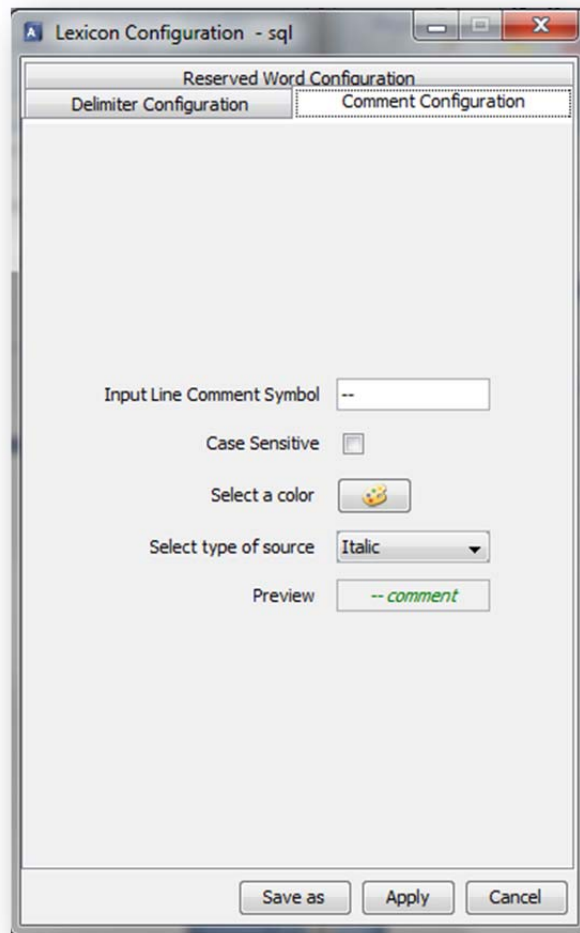 Lexicon Configuration - sql
Reserved Word Configuration
Delimiter Configuration Comment Configuration
Input Line Comment Symbol --
Case Sensitive
Select a color
Select type of source Italic
Preview -- comment
Save as Apply Cancel